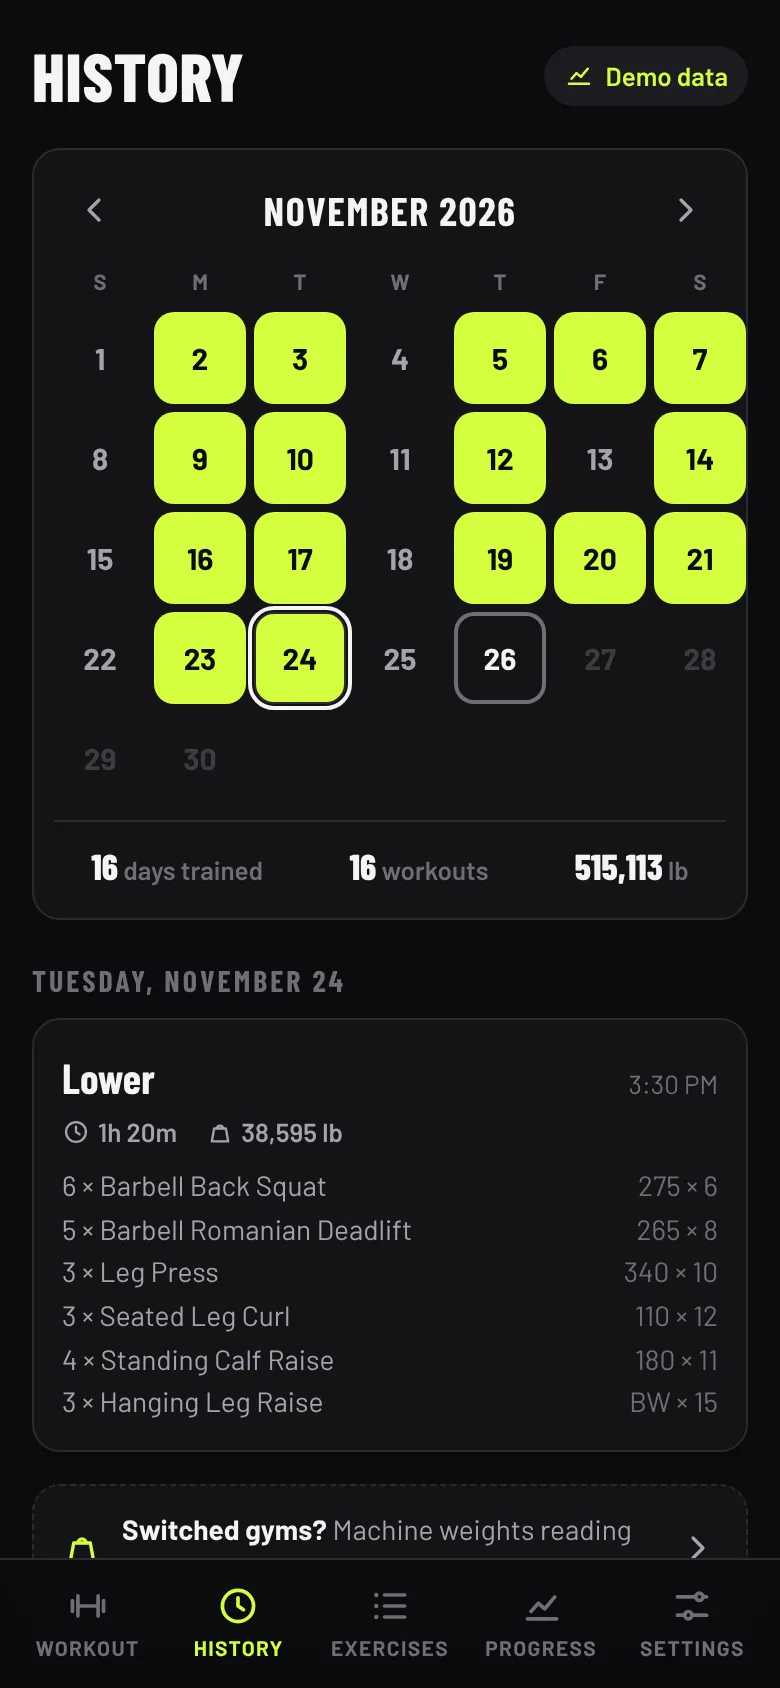 HISTORY
Demo data
NOVEMBER 2026
S M T W T F S
1 2 3 4 5 6 7
8 9 10 11 12 13 14
15 16 17 18 19 20 21
22 23 24 25 26 27 28
29 30
16 days trained 16 workouts 515,113 lb
TUESDAY, NOVEMBER 24
Lower 3:30 PM
1h 20m 38,595 lb
6 × Barbell Back Squat 275 × 6
5 × Barbell Romanian Deadlift 265 × 8
3 × Leg Press 340 × 10
3 × Seated Leg Curl 110 × 12
4 × Standing Calf Raise 180 × 11
3 × Hanging Leg Raise BW × 15
Switched gyms? Machine weights reading
WORKOUT HISTORY EXERCISES PROGRESS SETTINGS